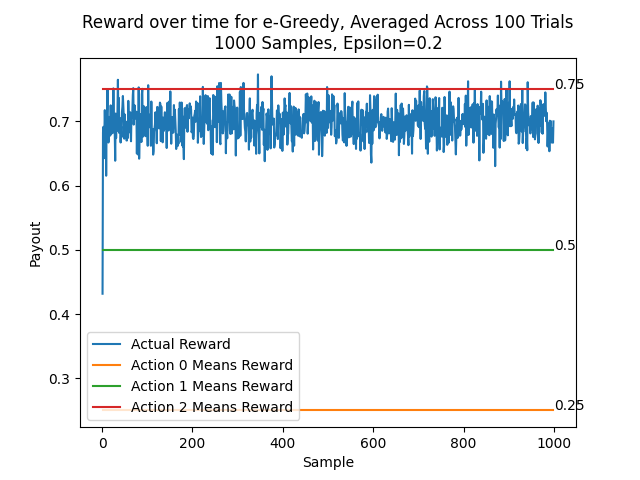 Reward over time for e-Greedy, Averaged Across 100 Trials
1000 Samples, Epsilon=0.2
0.75
0.7
0.6
0.5
0.5
0.4
0.3
0.25
Payout
Actual Reward
Action 0 Means Reward
Action 1 Means Reward
Action 2 Means Reward
0 200 400 600 800 1000
Sample